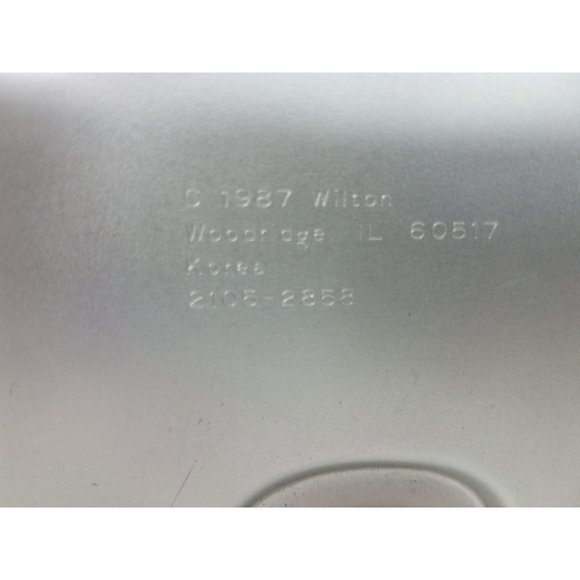 C 1987 Wilton
Woodridge, IL 60517
Korea
2105-2858